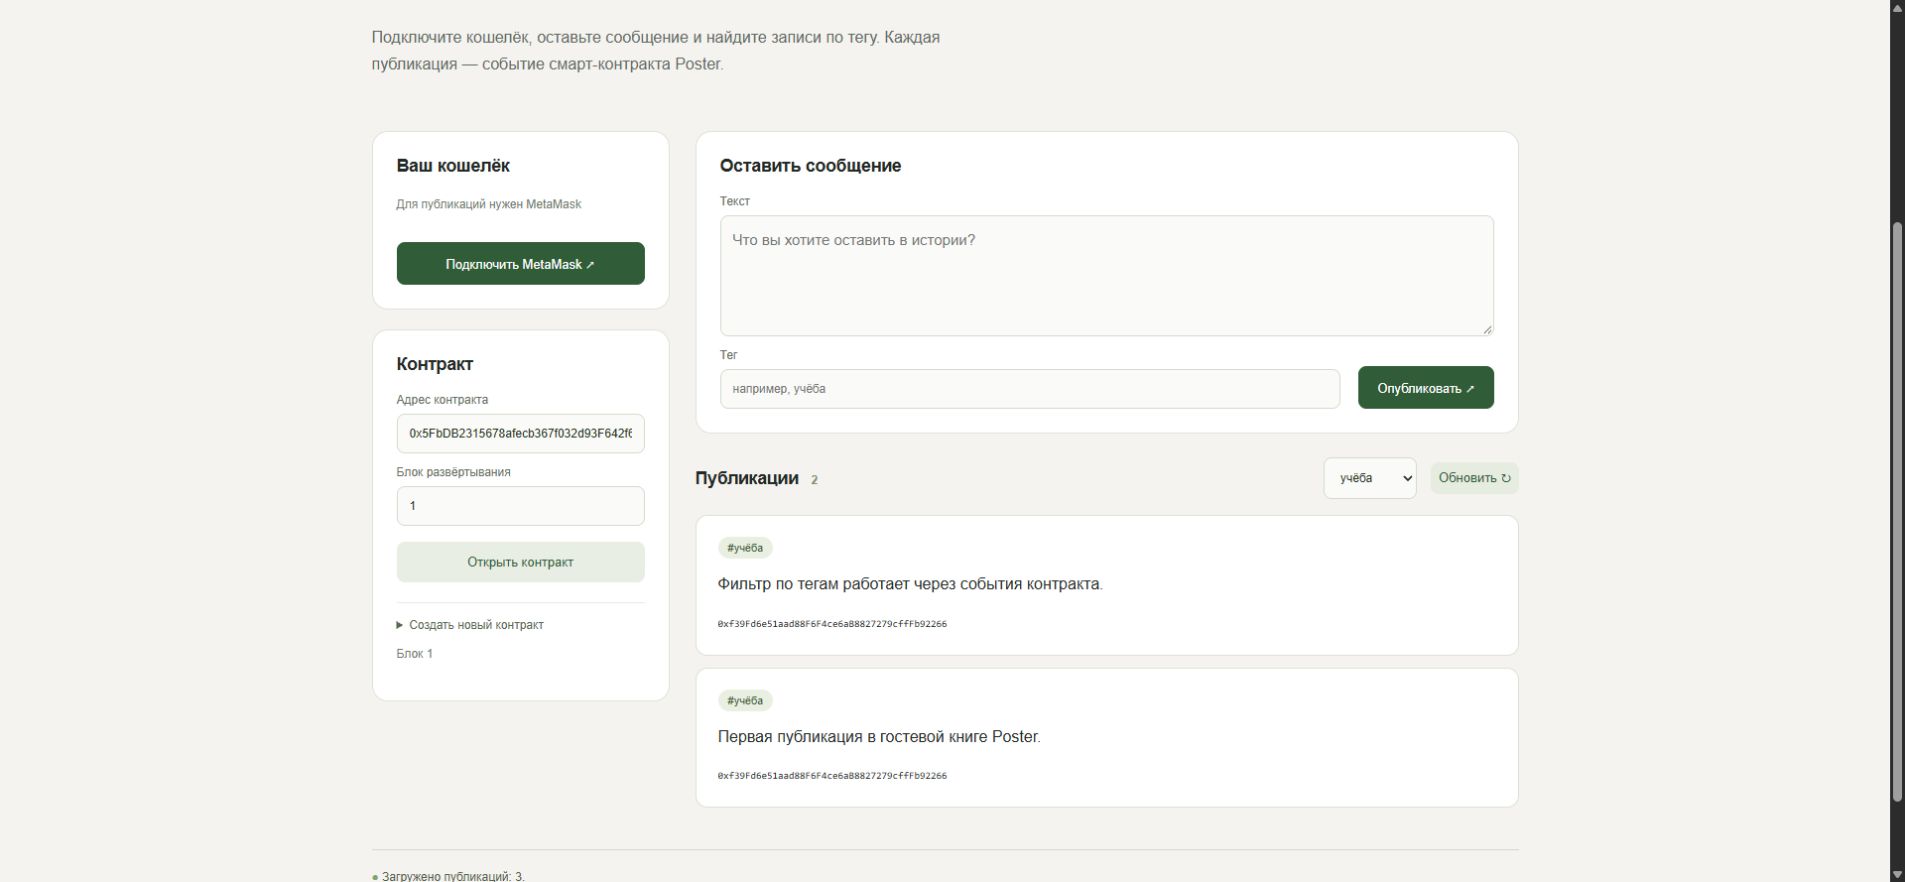 Подключите кошелёк, оставьте сообщение и найдите записи по тегу. Каждая
публикация — событие смарт-контракта Poster.
Ваш кошелёк
Для публикаций нужен MetaMask
Подключить MetaMask ↗
Контракт
Адрес контракта
0x5FbDB2315678afecb367f032d93F642f6
Блок развёртывания
1
Открыть контракт
▶ Создать новый контракт
Блок 1
Оставить сообщение
Текст
Что вы хотите оставить в истории?
Тег
например, учёба
Опубликовать ↗
Публикации 2
учёба
Обновить ↻
#учёба
Фильтр по тегам работает через события контракта.
0xf39Fd6e51aad88F6F4ce6aB8827279cffFb92266
#учёба
Первая публикация в гостевой книге Poster.
0xf39Fd6e51aad88F6F4ce6aB8827279cffFb92266
● Загружено публикаций: 3.